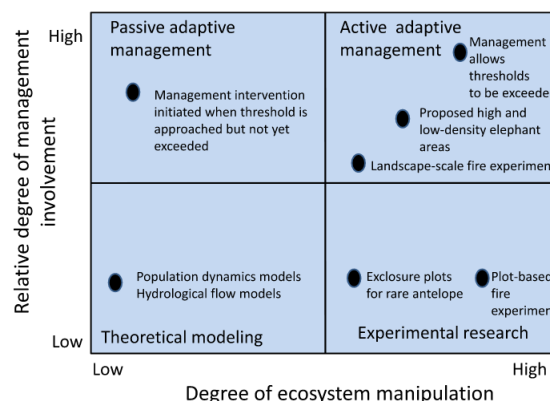 High
Passive adaptive
management
Active adaptive
management
Management
allows
thresholds
to be exceede
Management intervention
initiated when threshold is
approached but not yet
exceeded
Proposed high and
low-density elephant
areas
Landscape-scale fire experimen
Relative degree of management
involvement
Population dynamics models
Hydrological flow models
Exclosure plots
for rare antelope
Plot-based
fire
experimen
Low
Theoretical modeling
Experimental research
Low
High
Degree of ecosystem manipulation